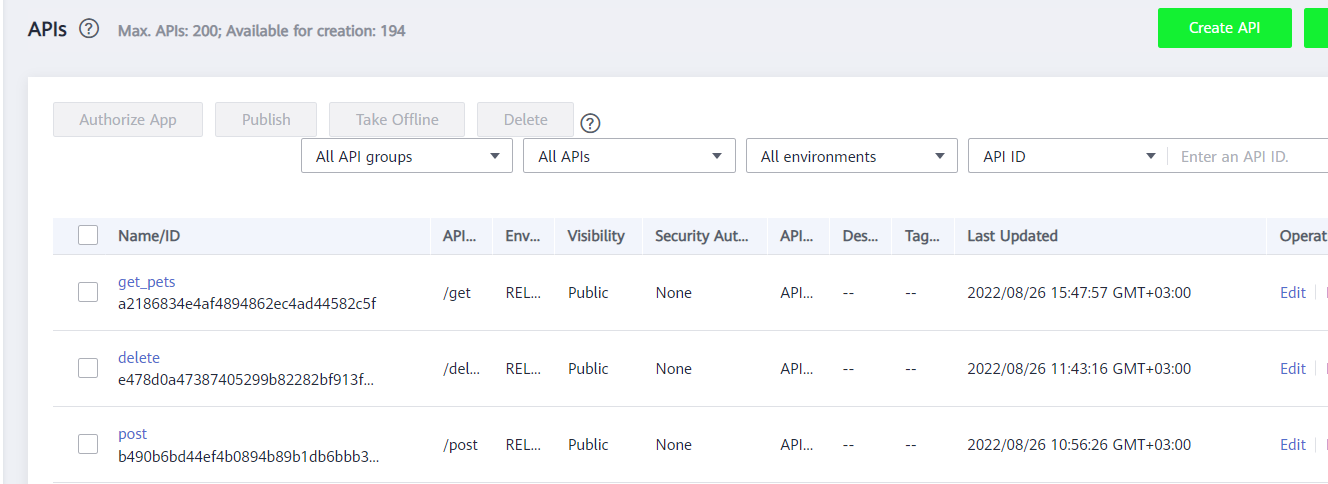 APIs ? Max. APIs: 200; Available for creation: 194 Create API
Authorize App Publish Take Offline Delete ?
All API groups All APIs All environments API ID Enter an API ID.
Name/ID API... Env... Visibility Security Aut... API... Des... Tag... Last Updated Operat
get_pets
a2186834e4af4894862ec4ad44582c5f /get REL... Public None API... -- -- 2022/08/26 15:47:57 GMT+03:00 Edit
delete
e478d0a47387405299b82282bf913f... /del... REL... Public None API... -- -- 2022/08/26 11:43:16 GMT+03:00 Edit
post
b490b6bd44ef4b0894b89b1db6bbb3... /post REL... Public None API... -- -- 2022/08/26 10:56:26 GMT+03:00 Edit